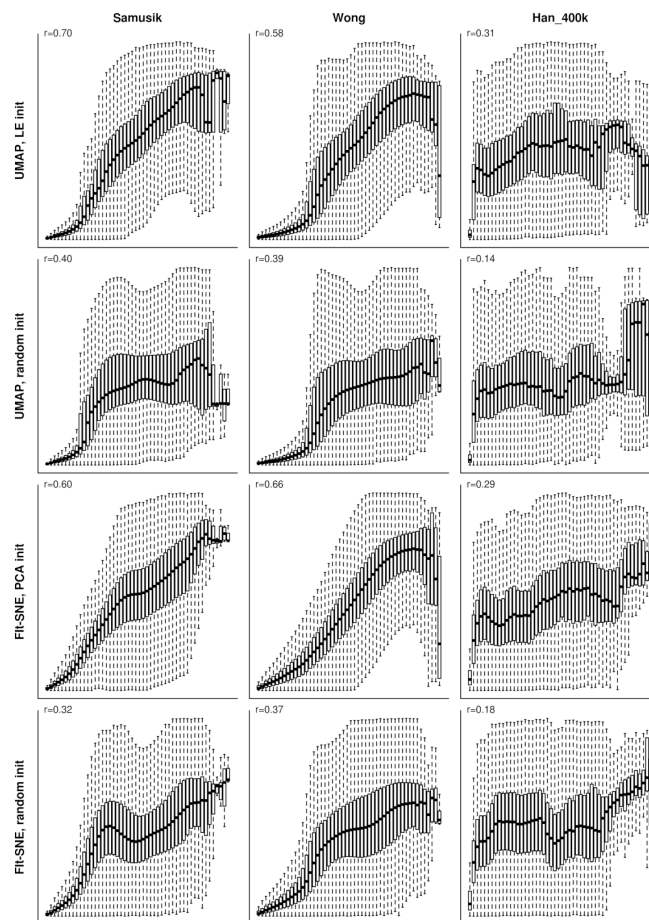 Samusik Wong Han_400k
r=0.70 r=0.58 r=0.31
UMAP, LE init
r=0.40 r=0.39 r=0.14
UMAP, random init
r=0.60 r=0.66 r=0.29
FIt-SNE, PCA init
r=0.32 r=0.37 r=0.18
FIt-SNE, random init